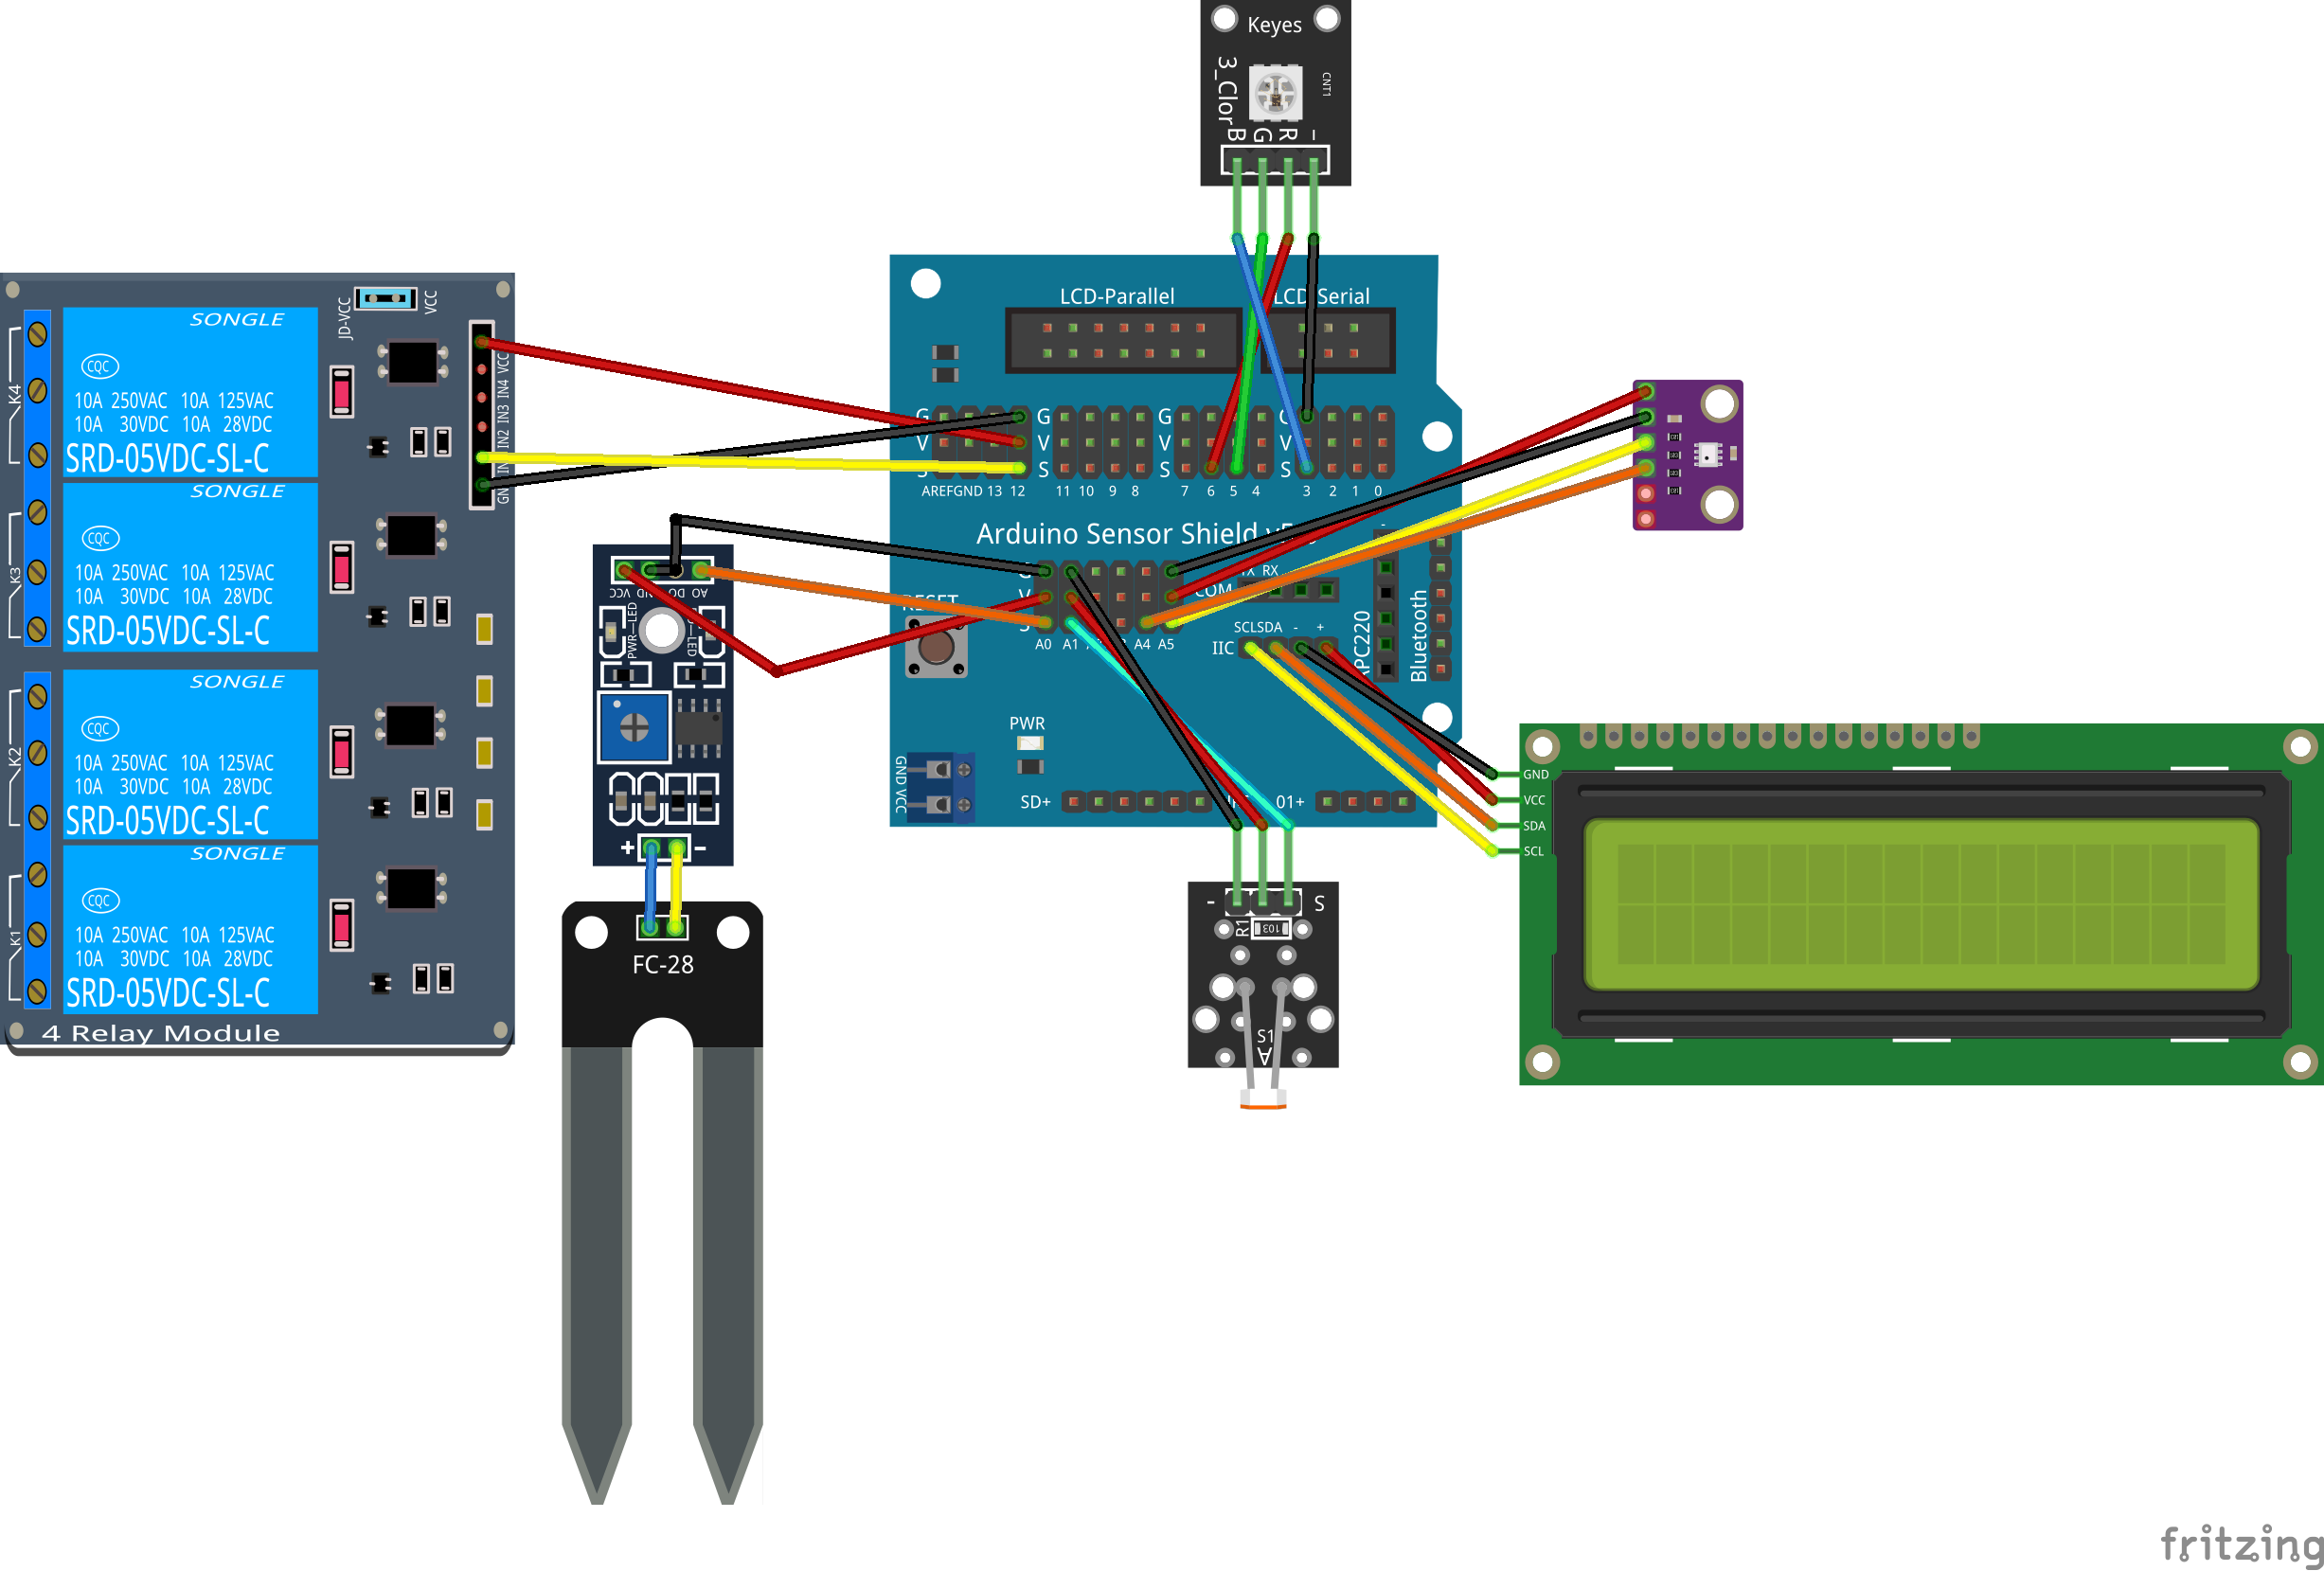 Keyes
CNT1
3_Clor
B G R -
LCD-Parallel
LCD Serial
JD-VCC
VCC
SONGLE
CQC
10A 250VAC 10A 125VAC
10A 30VDC 10A 28VDC
SRD-05VDC-SL-C
K4
SONGLE
CQC
10A 250VAC 10A 125VAC
10A 30VDC 10A 28VDC
SRD-05VDC-SL-C
K3
SONGLE
CQC
10A 250VAC 10A 125VAC
10A 30VDC 10A 28VDC
SRD-05VDC-SL-C
K2
SONGLE
CQC
10A 250VAC 10A 125VAC
10A 30VDC 10A 28VDC
SRD-05VDC-SL-C
K1
4 Relay Module
IN2 IN3 IN4 VCC
G
V
G
V
S
G
V
S
V
S
AREF GND 13 12 11 10 9 8 7 6 5 4 3 2 1 0
Arduino Sensor Shield
RX
COM
RESET
A0 A1 A4 A5
SCL SDA - +
IIC
APC220
Bluetooth
PWR
GND VCC
SD+
01+
VCC
DO
AO
PWR-LED
+ -
FC-28
- S
R1
103
S1
A
GND
VCC
SDA
SCL
fritzing